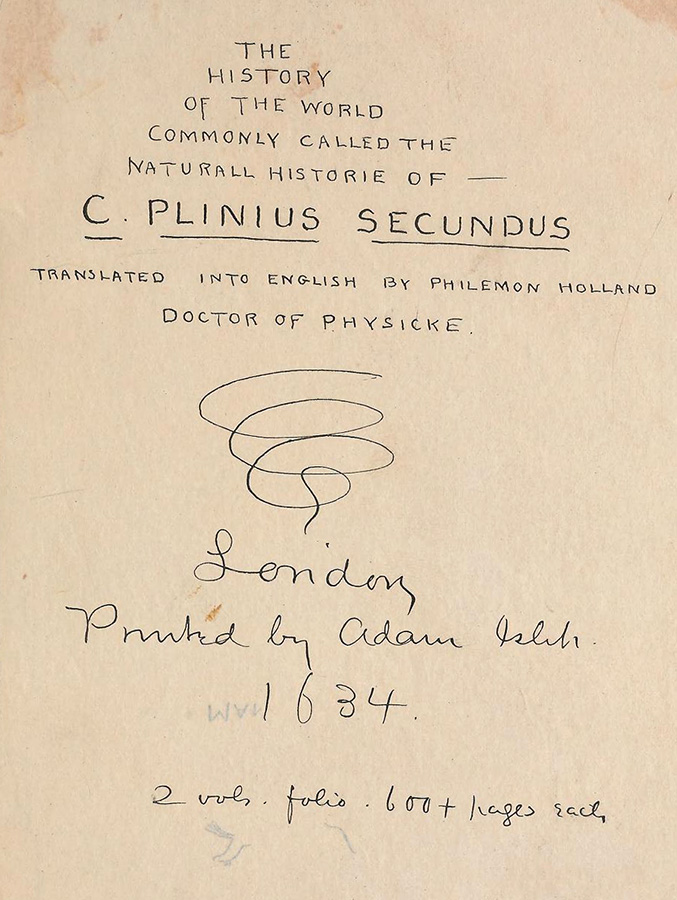 THE
HISTORY
OF THE WORLD
COMMONLY CALLED THE
NATURALL HISTORIE OF —
C. PLINIUS SECUNDUS
TRANSLATED INTO ENGLISH BY PHILEMON HOLLAND
DOCTOR OF PHYSICKE.
London
Printed by Adam Islip.
1634.
2 vols. folio. 600+ pages each